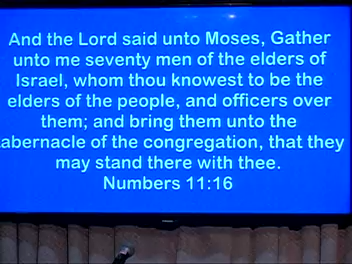 And the Lord said unto Moses, Gather
unto me seventy men of the elders of
Israel, whom thou knowest to be the
elders of the people, and officers over
them; and bring them unto the
tabernacle of the congregation, that they
may stand there with thee.
Numbers 11:16